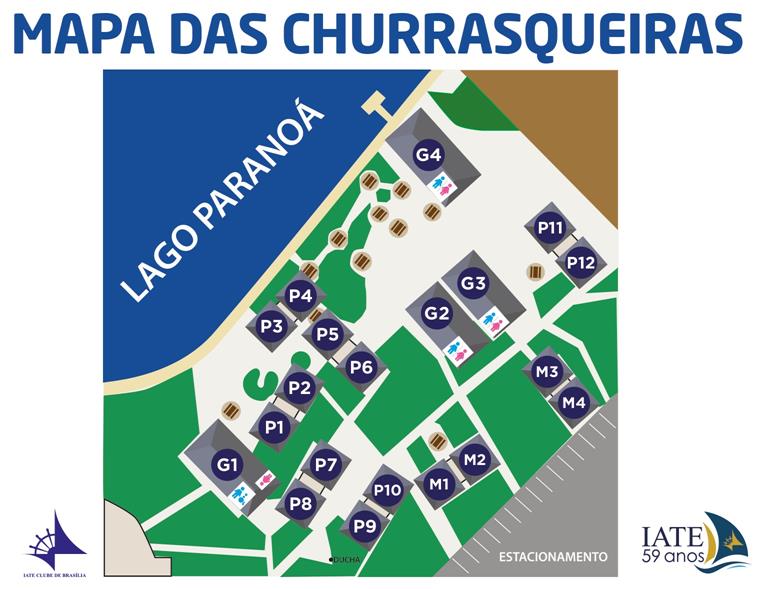 MAPA DAS CHURRASQUEIRAS
LAGO PARANOÁ
G4
P11
P12
G3
G2
P4
P3
P5
P6
M3
M4
P2
P1
G1
P7
P8
P10
P9
M2
M1
DUCHA
ESTACIONAMENTO
IATE CLUBE DE BRASÍLIA
IATE
59 anos